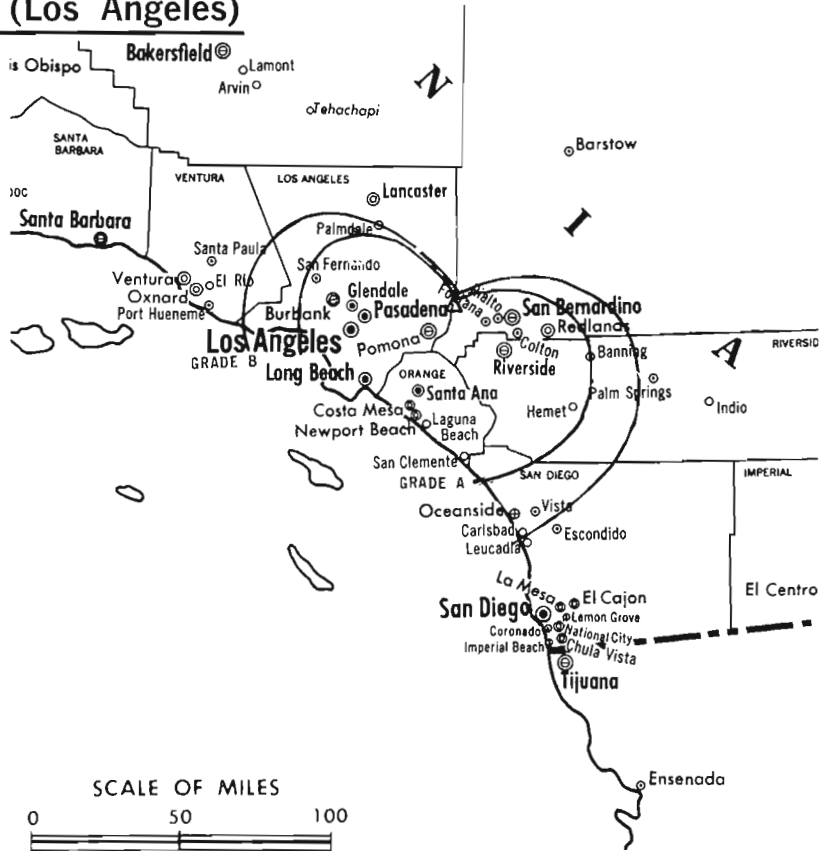 (Los Angeles)
Bakersfield
Lamont
Arvin
is Obispo
N
Tehachapi
Barstow
SANTA
BARBARA
VENTURA
LOS ANGELES
Lancaster
Santa Barbara
I
Palmdale
Santa Paula
San Fernando
Ventura
El Rio
Oxnard
Port Hueneme
Glendale
Burbank
Pasadena
Fontana
Rialto
San Bernardino
Redlands
Los Angeles
Pomona
Colton
GRADE B
Riverside
Banning
A
RIVERSID
Long Beach
ORANGE
Santa Ana
Palm Springs
Indio
Costa Mesa
Newport Beach
Laguna
Beach
Hemet
San Clemente
GRADE A
SAN DIEGO
IMPERIAL
Oceanside
Vista
Carlsbad
Escondido
Leucadia
La Mesa
El Cajon
El Centro
San Diego
Lemon Grove
Coronado
National City
Imperial Beach
Chula Vista
Tijuana
Ensenada
SCALE OF MILES
0 50 100